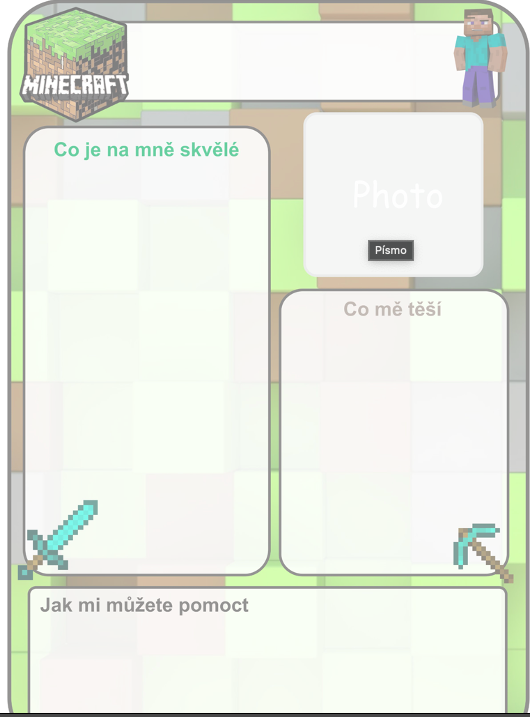 MINECRAFT
Co je na mně skvělé
Photo
Písmo
Co mě těší
Jak mi můžete pomoct